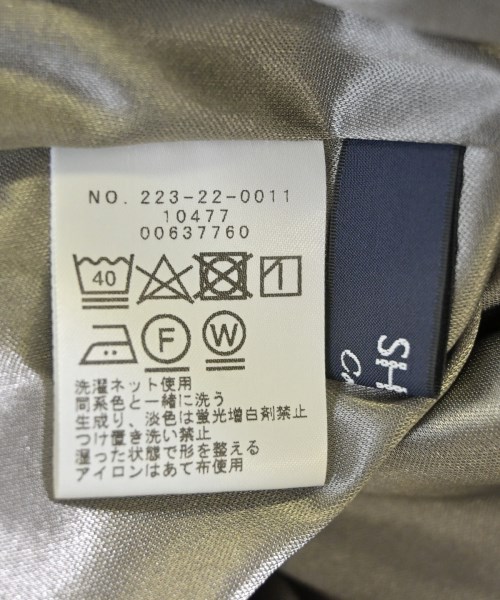 NO. 223-22-0011
10477
00637760
40
F
W
洗濯ネット使用
同系色と一緒に洗う
生成り、淡色は蛍光増白剤禁止
つけ置き洗い禁止
湿った状態で形を整える
アイロンはあて布使用
SH